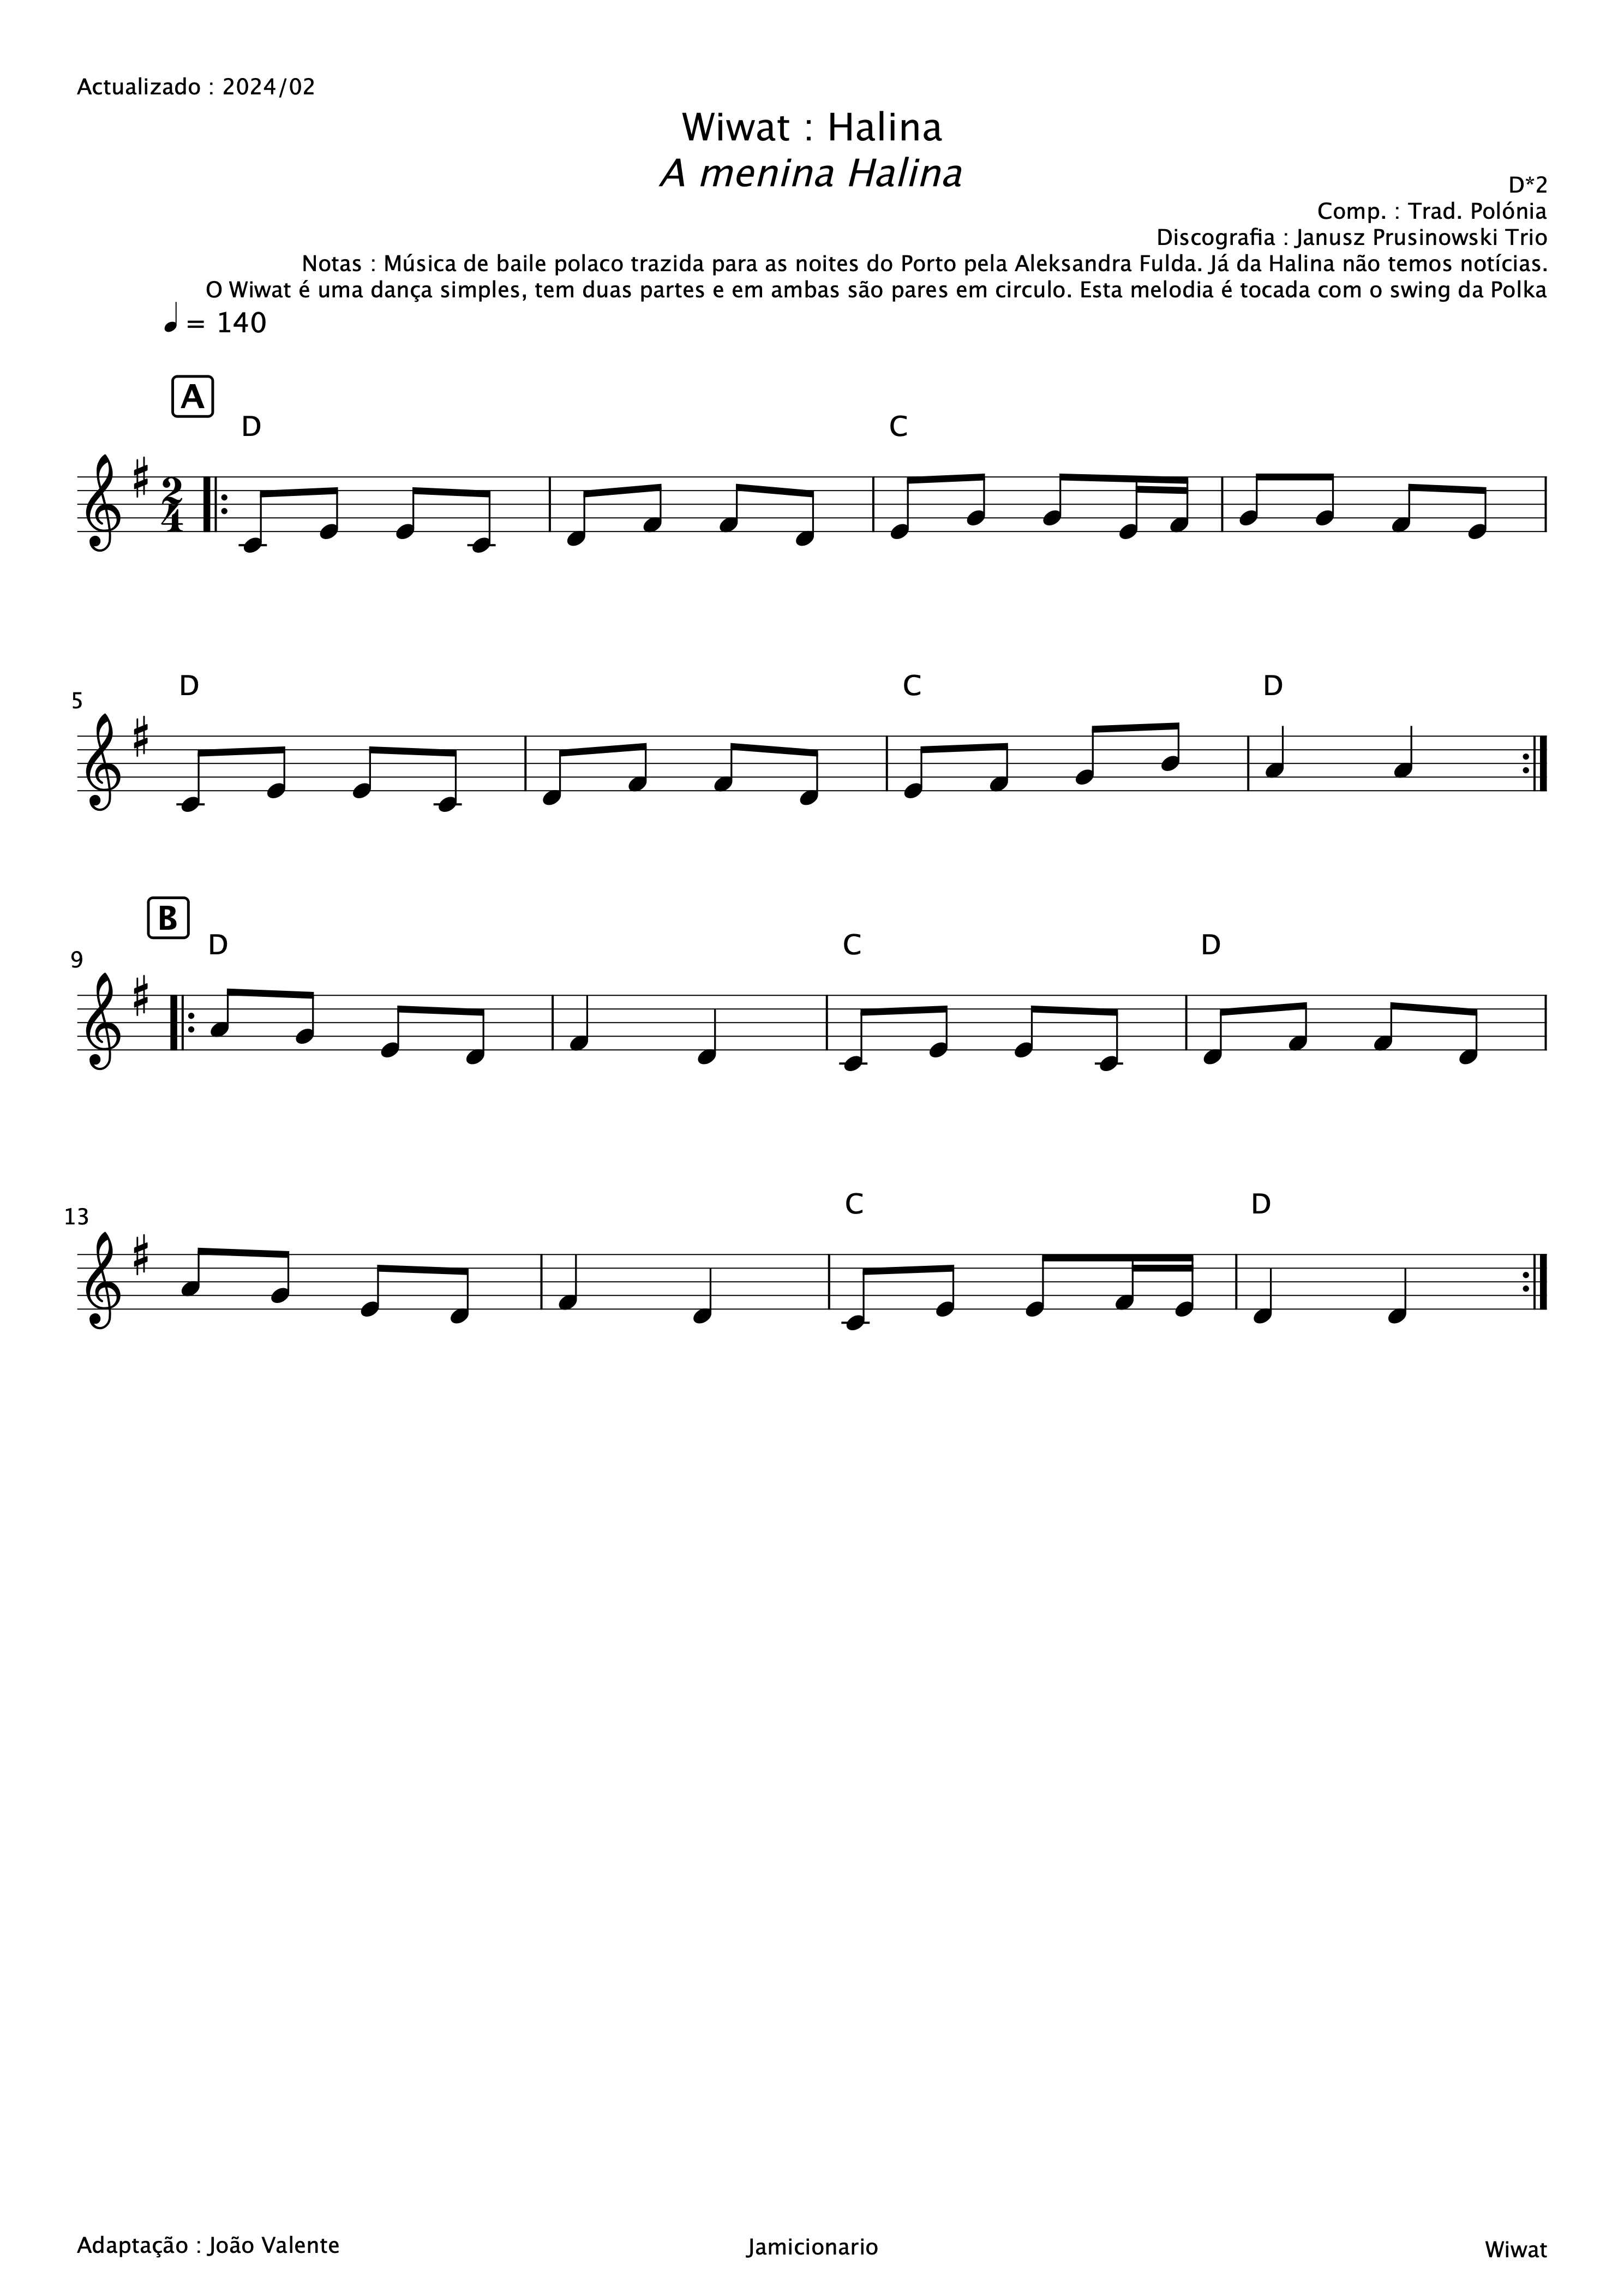 Actualizado : 2024/02
Wiwat : Halina
A menina Halina
D*2
Comp. : Trad. Polónia
Discografia : Janusz Prusinowski Trio
Notas : Música de baile polaco trazida para as noites do Porto pela Aleksandra Fulda. Já da Halina não temos notícias.
O Wiwat é uma dança simples, tem duas partes e em ambas são pares em circulo. Esta melodia é tocada com o swing da Polka
♩ = 140
A
D C
2
4
5
D C D
B
9
D C D
13
C D
Adaptação : João Valente
Jamicionario
Wiwat